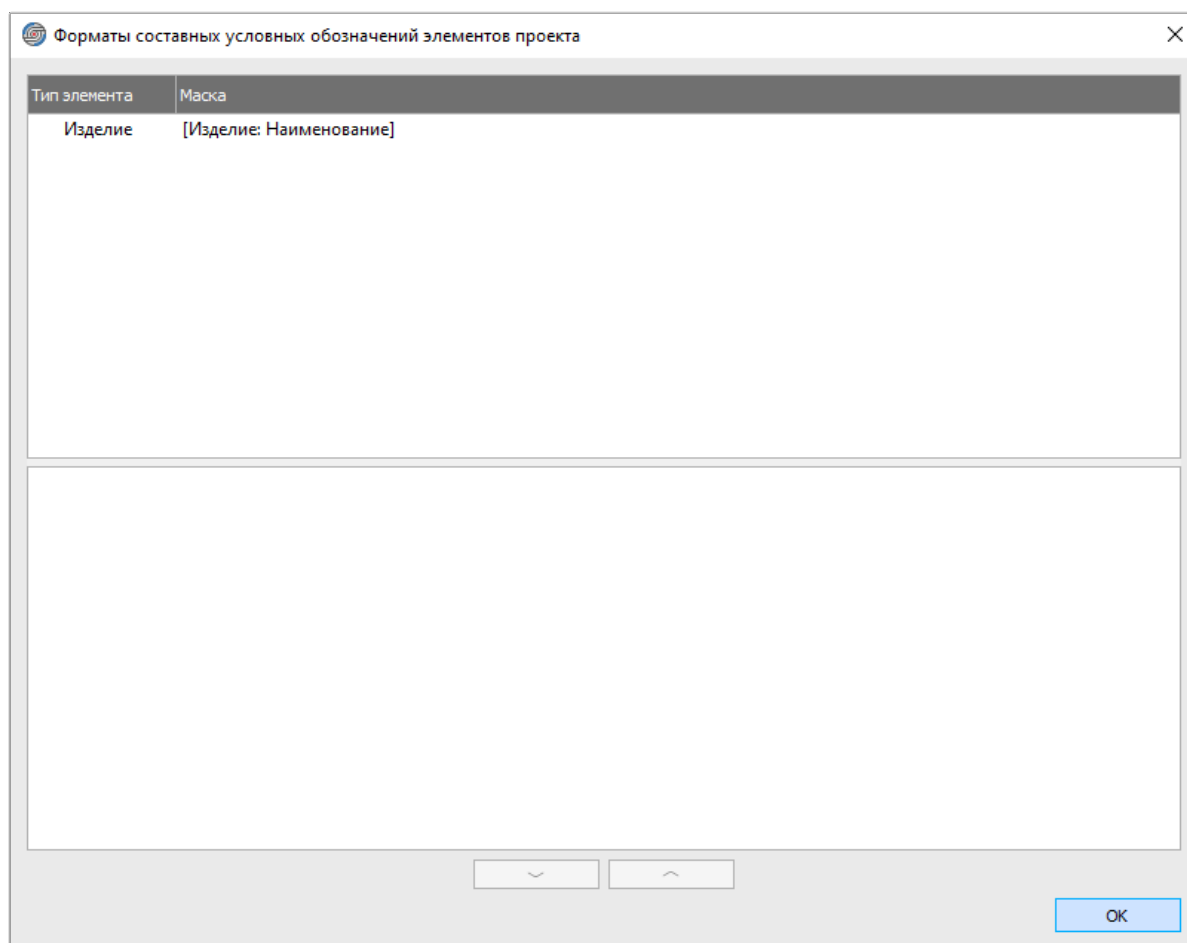 Форматы составных условных обозначений элементов проекта
Тип элемента Маска
Изделие [Изделие: Наименование]
OK